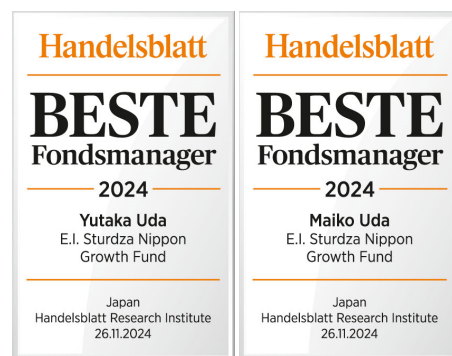 Handelsblatt
BESTE
Fondsmanager
2024
Yutaka Uda
E.I. Sturdza Nippon
Growth Fund
Japan
Handelsblatt Research Institute
26.11.2024
Handelsblatt
BESTE
Fondsmanager
2024
Maiko Uda
E.I. Sturdza Nippon
Growth Fund
Japan
Handelsblatt Research Institute
26.11.2024